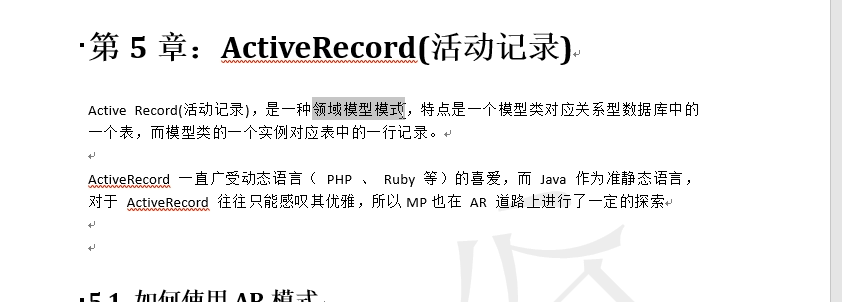 第 5 章：ActiveRecord(活动记录)
Active Record(活动记录)，是一种领域模型模式，特点是一个模型类对应关系型数据库中的
一个表，而模型类的一个实例对应表中的一行记录。
ActiveRecord 一直广受动态语言（ PHP 、 Ruby 等）的喜爱，而 Java 作为准静态语言，
对于 ActiveRecord 往往只能感叹其优雅，所以 MP 也在 AR 道路上进行了一定的探索
5.1 如何使用 AR 模式